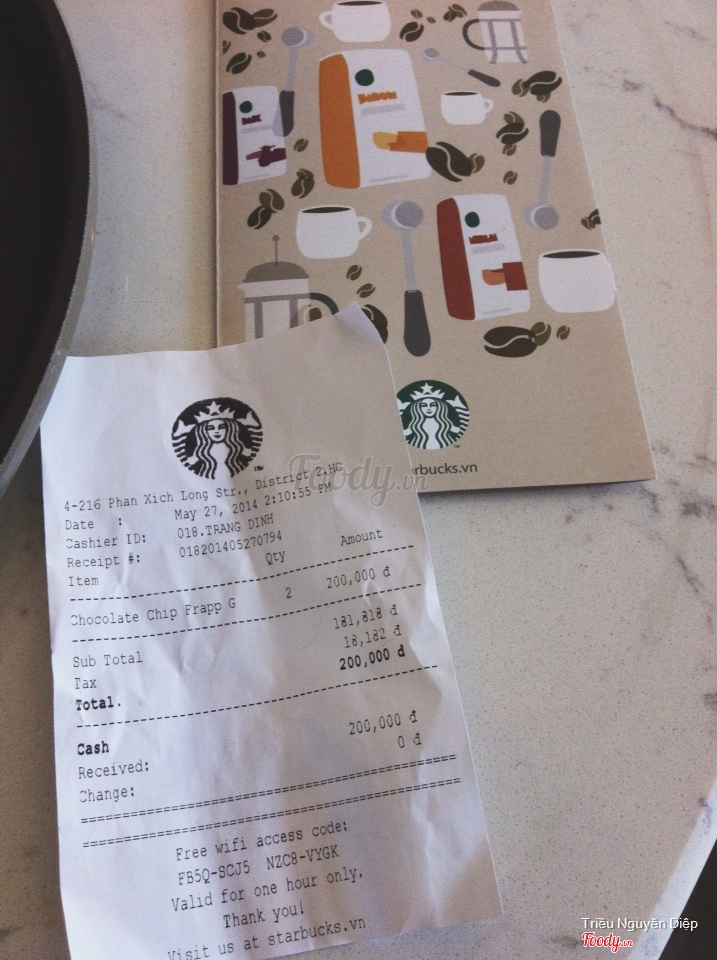 starbucks.vn
4-216 Phan Xich Long Str., District 2,HC
Date : May 27, 2014 2:10:55 PM
Cashier ID: 018.TRANG DINH
Receipt #: 018201405270794
Item Qty Amount
Chocolate Chip Frapp G 2 200,000 đ
Sub Total 181,818 đ
Tax 18,182 đ
Total. 200,000 đ
Cash
Received: 200,000 đ
Change: 0 đ
Free wifi access code:
FB5Q-SCJ5 NZC8-VYGK
Valid for one hour only.
Thank you!
Visit us at starbucks.vn
Foody.vn
Triều Nguyên Diệp
Foody.vn